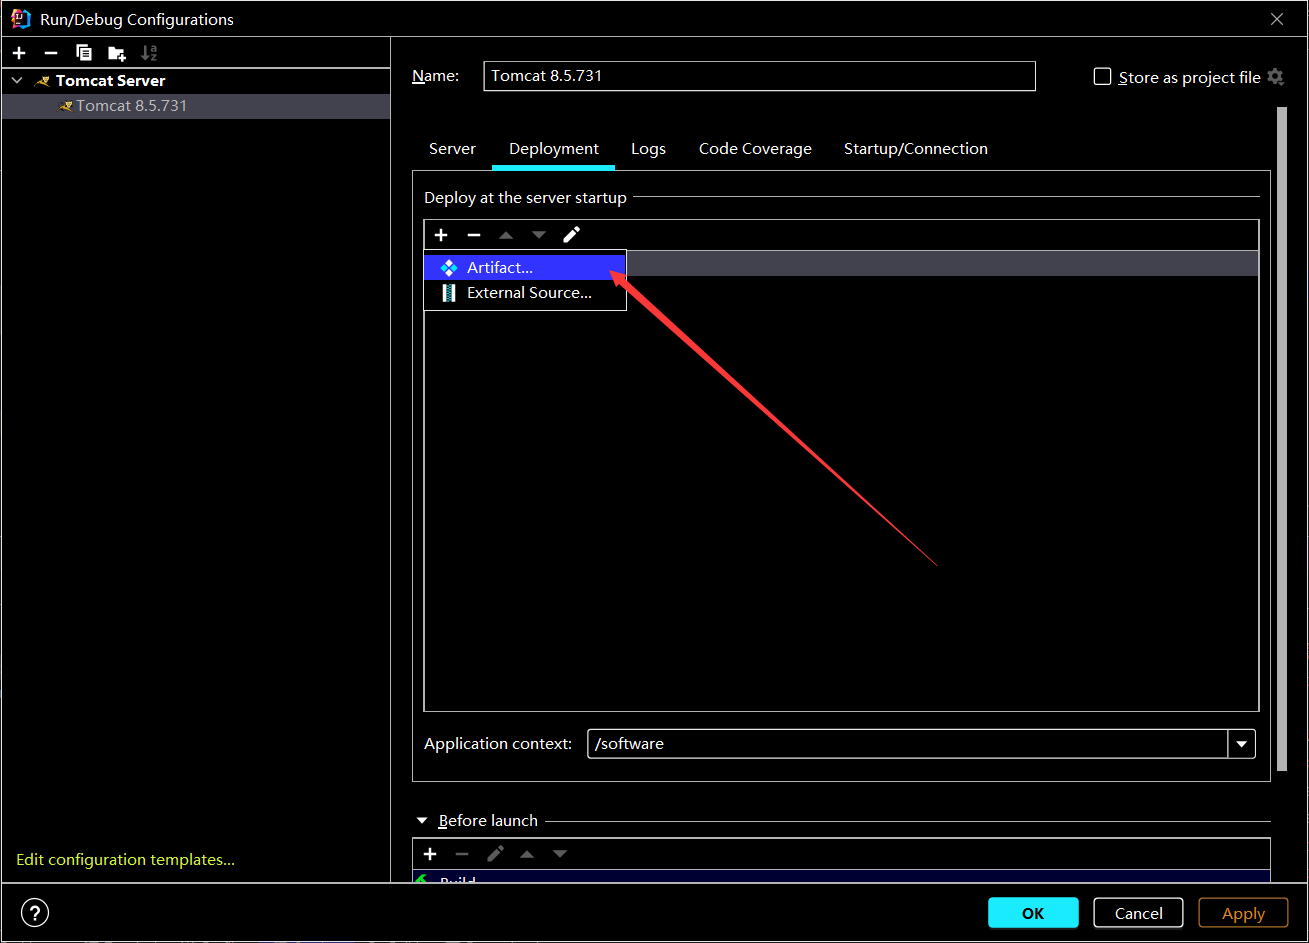 Run/Debug Configurations
Tomcat Server
Tomcat 8.5.731
Name: Tomcat 8.5.731
Store as project file
Server Deployment Logs Code Coverage Startup/Connection
Deploy at the server startup
Artifact...
External Source...
Application context: /software
Before launch
Build
Edit configuration templates...
? OK Cancel Apply